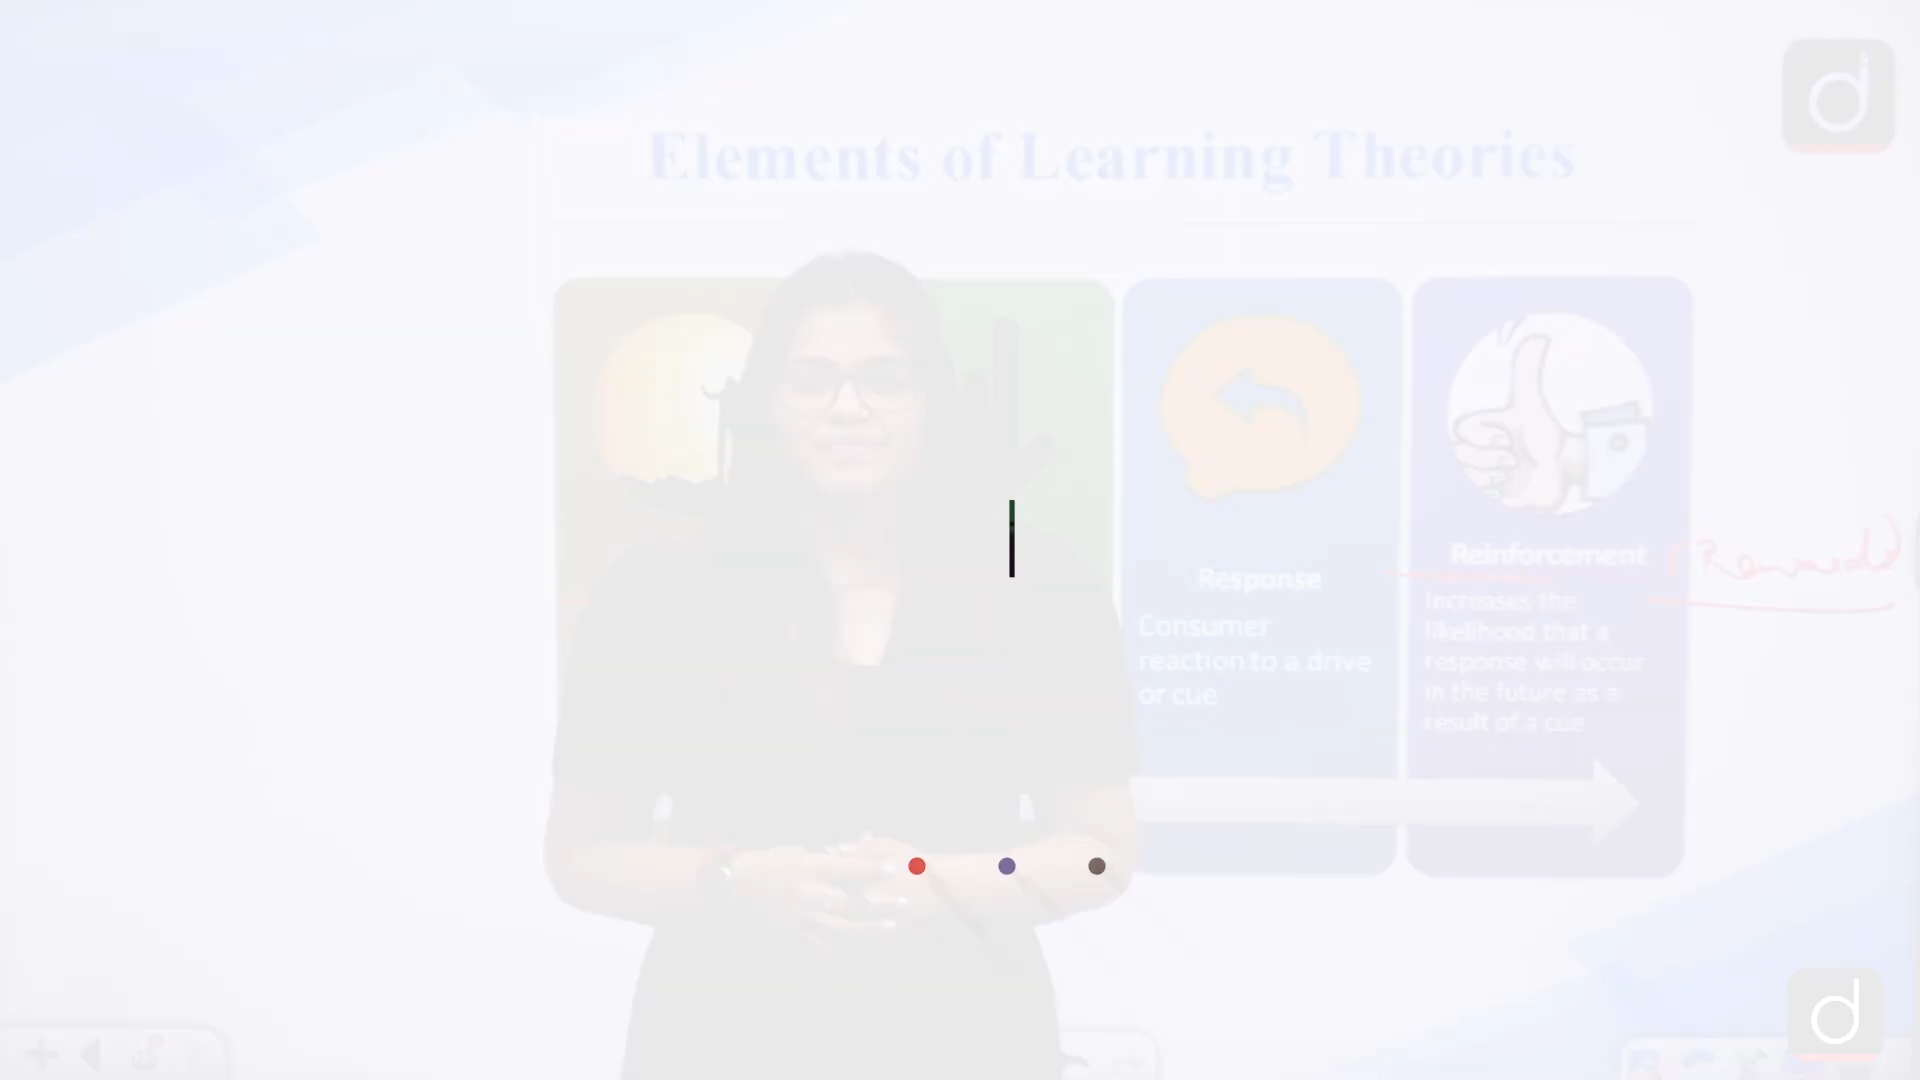 d
Elements of Learning Theories
Response
Consumer
reaction to a drive
or cue
Reinforcement
Increases the
likelihood that a
response will occur
in the future as a
result of a cue
d